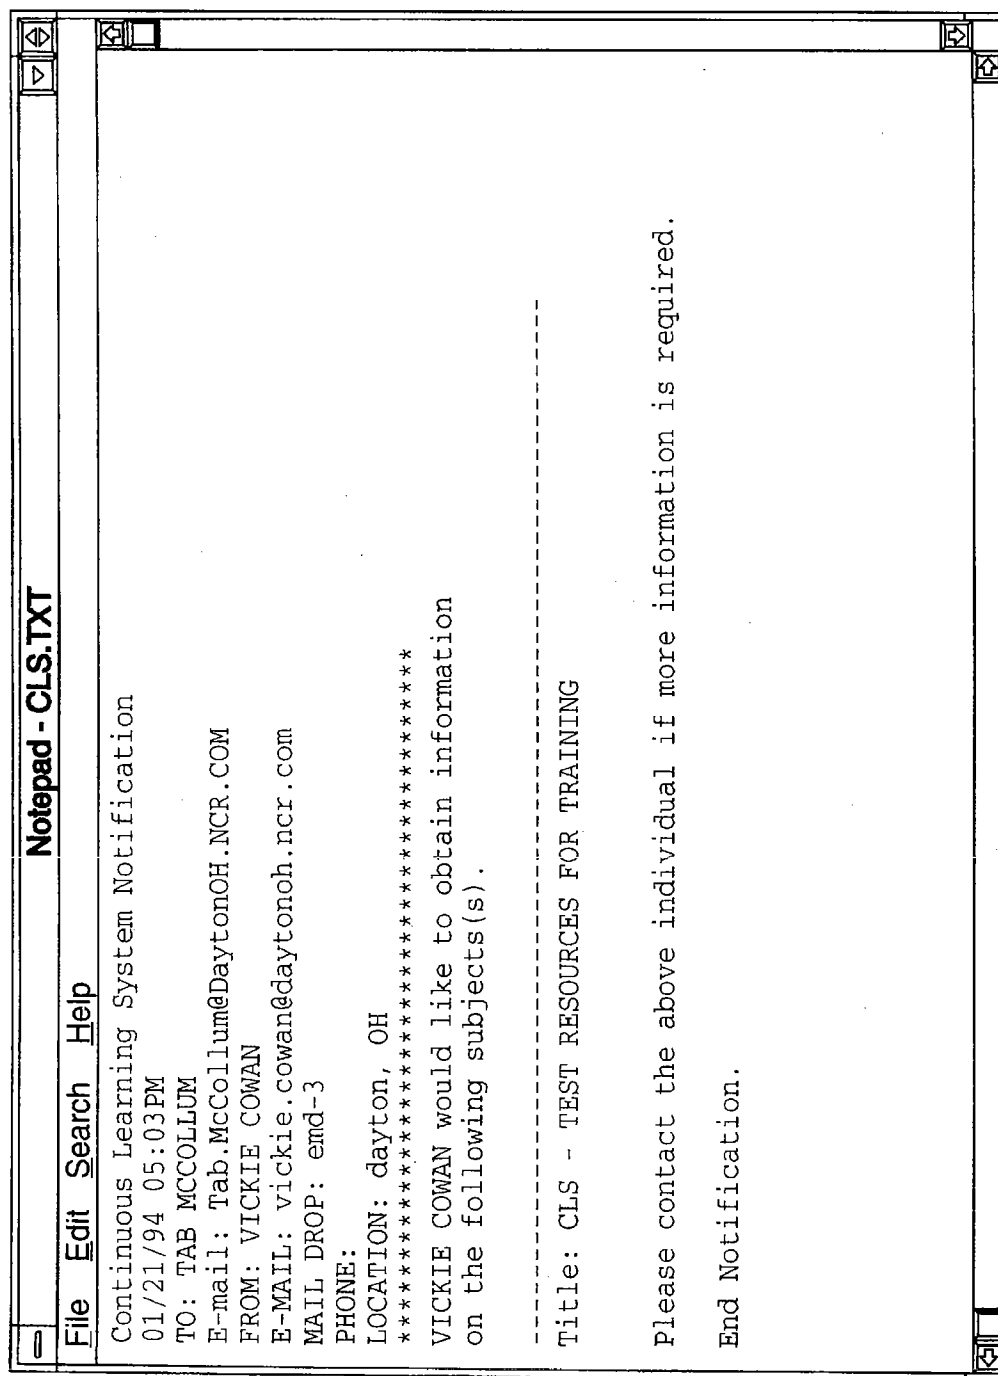 Notepad - CLS.TXT
File Edit Search Help
Continuous Learning System Notification
01/21/94 05:03PM
TO: TAB MCCOLLUM
E-mail: Tab.McCollum@DaytonOH.NCR.COM
FROM: VICKIE COWAN
E-MAIL: vickie.cowan@daytonoh.ncr.com
MAIL DROP: emd-3
PHONE:
LOCATION: dayton, OH
*****************************************************
VICKIE COWAN would like to obtain information
on the following subjects(s).
--------------------------------------------------------------------------------
Title: CLS - TEST RESOURCES FOR TRAINING
Please contact the above individual if more information is required.
End Notification.